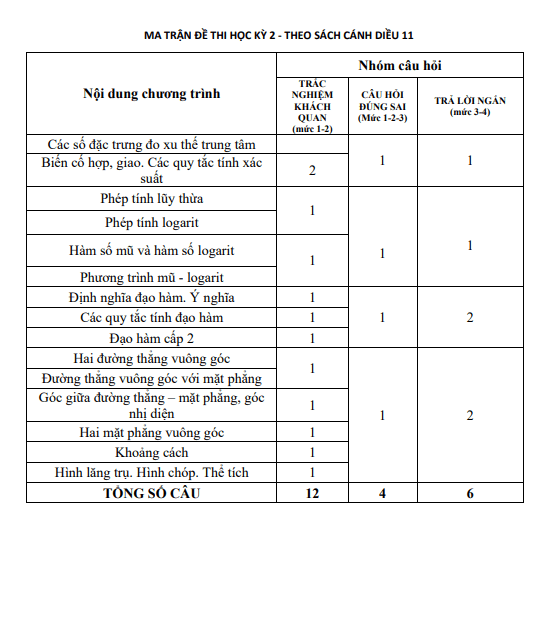 MA TRẬN ĐỀ THI HỌC KỲ 2 - THEO SÁCH CÁNH DIỀU 11
Nội dung chương trình
Nhóm câu hỏi
TRẮC
NGHIỆM
KHÁCH
QUAN
(mức 1-2)
CÂU HỎI
ĐÚNG SAI
(Mức 1-2-3)
TRẢ LỜI NGẮN
(mức 3-4)
Các số đặc trưng đo xu thế trung tâm
1
1
Biến cố hợp, giao. Các quy tắc tính xác
suất
2
Phép tính lũy thừa
1
1
1
Phép tính logarit
Hàm số mũ và hàm số logarit
1
Phương trình mũ - logarit
Định nghĩa đạo hàm. Ý nghĩa
1
1
2
Các quy tắc tính đạo hàm
1
Đạo hàm cấp 2
1
Hai đường thẳng vuông góc
1
1
2
Đường thẳng vuông góc với mặt phẳng
Góc giữa đường thẳng – mặt phẳng, góc
nhị diện
1
Hai mặt phẳng vuông góc
1
Khoảng cách
1
Hình lăng trụ. Hình chóp. Thể tích
1
TỔNG SỐ CÂU
12
4
6